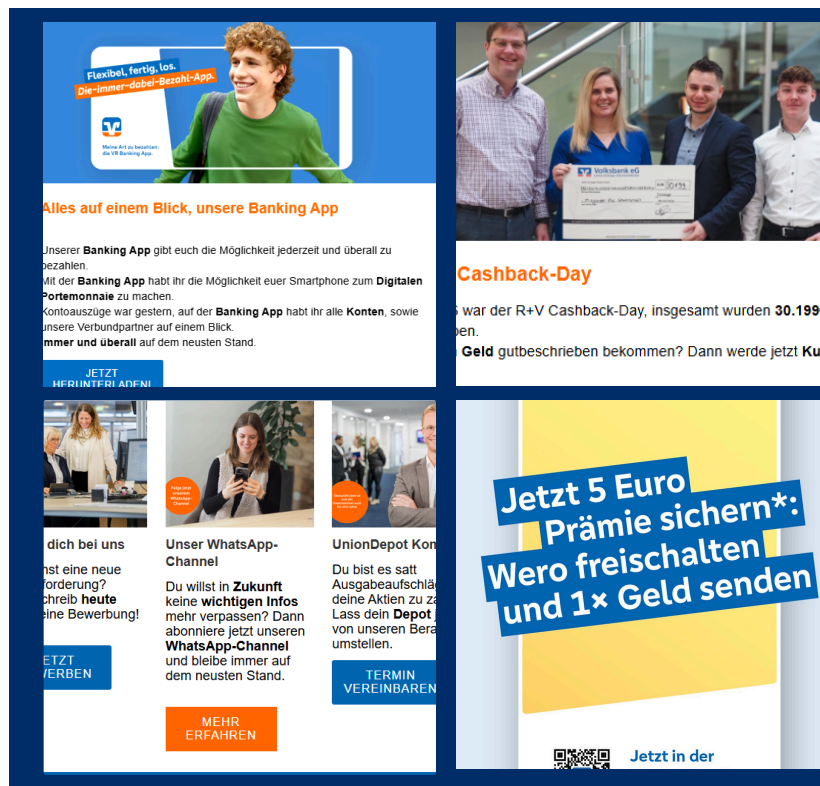 Flexibel, fertig, los.
Die-immer-dabei-Bezahl-App.
Meine Art zu bezahlen:
die VR Banking App.
Alles auf einem Blick, unsere Banking App
Unserer Banking App gibt euch die Möglichkeit jederzeit und überall zu
bezahlen.
Mit der Banking App habt ihr die Möglichkeit euer Smartphone zum Digitalen
Portemonnaie zu machen.
Kontoauszüge war gestern, auf der Banking App habt ihr alle Konten, sowie
unsere Verbundpartner auf einem Blick.
Immer und überall auf dem neusten Stand.
JETZT
HERUNTERLADEN!
Volksbank eG
Cashback-Day
war der R+V Cashback-Day, insgesamt wurden 30.199
ben.
Geld gutbeschrieben bekommen? Dann werde jetzt Ku
dich bei uns
hst eine neue
forderung?
chreib heute
eine Bewerbung!
ETZT
ERBEN
Folge jetzt
unserem
WhatsApp-
Channel
Unser WhatsApp-
Channel
Du willst in Zukunft
keine wichtigen Infos
mehr verpassen? Dann
abonniere jetzt unseren
WhatsApp-Channel
und bleibe immer auf
dem neusten Stand.
MEHR
ERFAHREN
UnionDepot Kon
Du bist es satt
Ausgabeaufschlä
deine Aktien zu za
Lass dein Depot j
von unseren Bera
umstellen.
TERMIN
VEREINBAREN
Jetzt 5 Euro
Prämie sichern*:
Wero freischalten
und 1× Geld senden
Jetzt in der